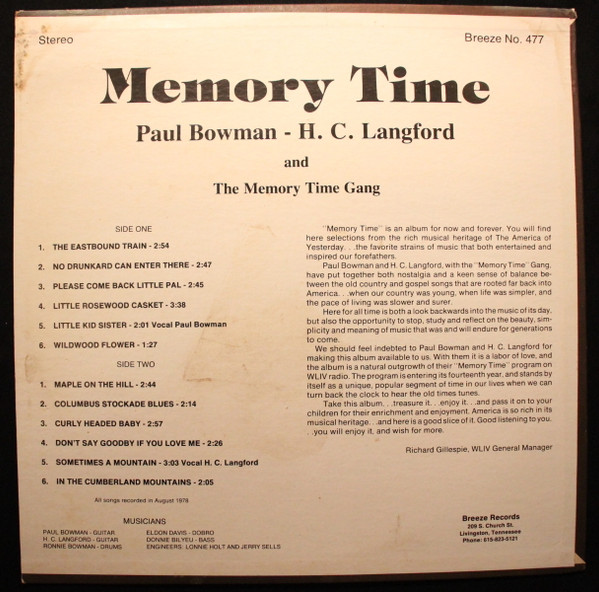 Stereo
Breeze No. 477
Memory Time
Paul Bowman - H. C. Langford
and
The Memory Time Gang
SIDE ONE
1. THE EASTBOUND TRAIN - 2:54
2. NO DRUNKARD CAN ENTER THERE - 2:47
3. PLEASE COME BACK LITTLE PAL - 2:45
4. LITTLE ROSEWOOD CASKET - 3:38
5. LITTLE KID SISTER - 2:01 Vocal Paul Bowman
6. WILDWOOD FLOWER - 1:27
SIDE TWO
1. MAPLE ON THE HILL - 2:44
2. COLUMBUS STOCKADE BLUES - 2:14
3. CURLY HEADED BABY - 2:57
4. DON'T SAY GOODBY IF YOU LOVE ME - 2:26
5. SOMETIMES A MOUNTAIN - 3:03 Vocal H. C. Langford
6. IN THE CUMBERLAND MOUNTAINS - 2:05
All songs recorded in August 1978
MUSICIANS
PAUL BOWMAN - GUITAR
H. C. LANGFORD - GUITAR
RONNIE BOWMAN - DRUMS
ELDON DAVIS - DOBRO
DONNIE BILYEU - BASS
ENGINEERS: LONNIE HOLT AND JERRY SELLS
"Memory Time" is an album for now and forever. You will find
here selections from the rich musical heritage of The America of
Yesterday. . .the favorite strains of music that both entertained and
inspired our forefathers.
Paul Bowman and H. C. Langford, with the "Memory Time" Gang,
have put together both nostalgia and a keen sense of balance be-
tween the old country and gospel songs that are rooted far back into
America. . .when our country was young, when life was simpler, and
the pace of living was slower and surer.
Here for all time is both a look backwards into the music of its day,
but also the opportunity to stop, study and reflect on the beauty, sim-
plicity and meaning of music that was and will endure for generations
to come.
We should feel indebted to Paul Bowman and H. C. Langford for
making this album available to us. With them it is a labor of love, and
the album is a natural outgrowth of their "Memory Time" program on
WLIV radio. The program is entering its fourteenth year, and stands by
itself as a unique, popular segment of time in our lives when we can
turn back the clock to hear the old times tunes.
Take this album. . .treasure it. . .enjoy it. . .and pass it on to your
children for their enrichment and enjoyment. America is so rich in its
musical heritage. . .and here is a good slice of it. Good listening to you.
. .you will enjoy it, and wish for more.
Richard Gillespie, WLIV General Manager
Breeze Records
209 S. Church St.
Livingston, Tennessee
Phone: 615-823-5121